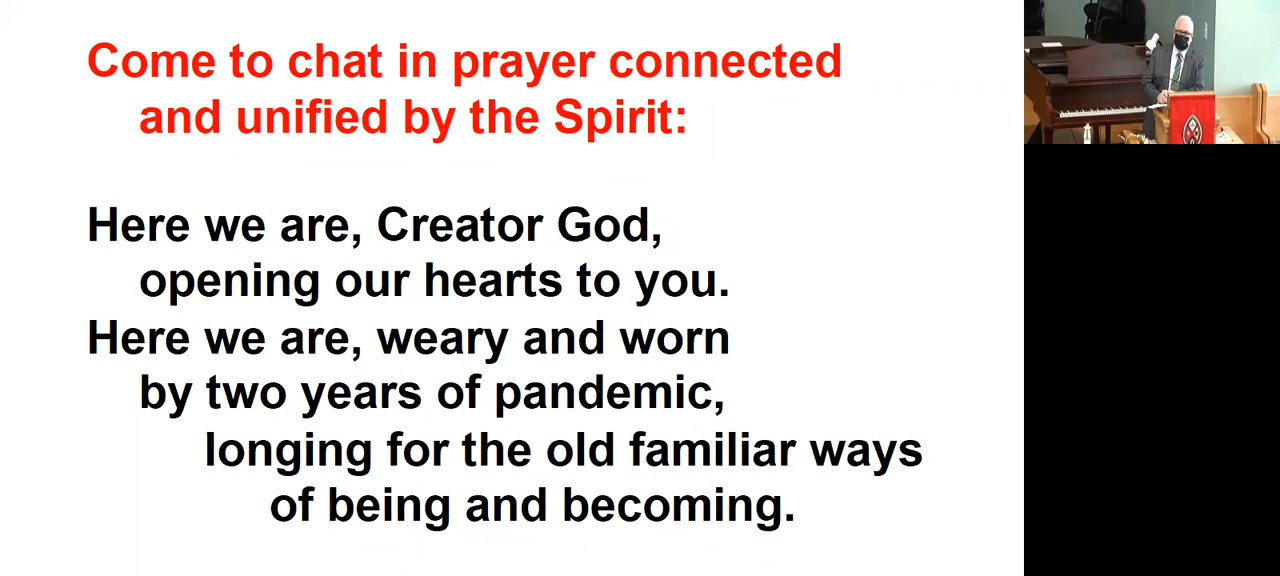 Come to chat in prayer connected
and unified by the Spirit:
Here we are, Creator God,
opening our hearts to you.
Here we are, weary and worn
by two years of pandemic,
longing for the old familiar ways
of being and becoming.